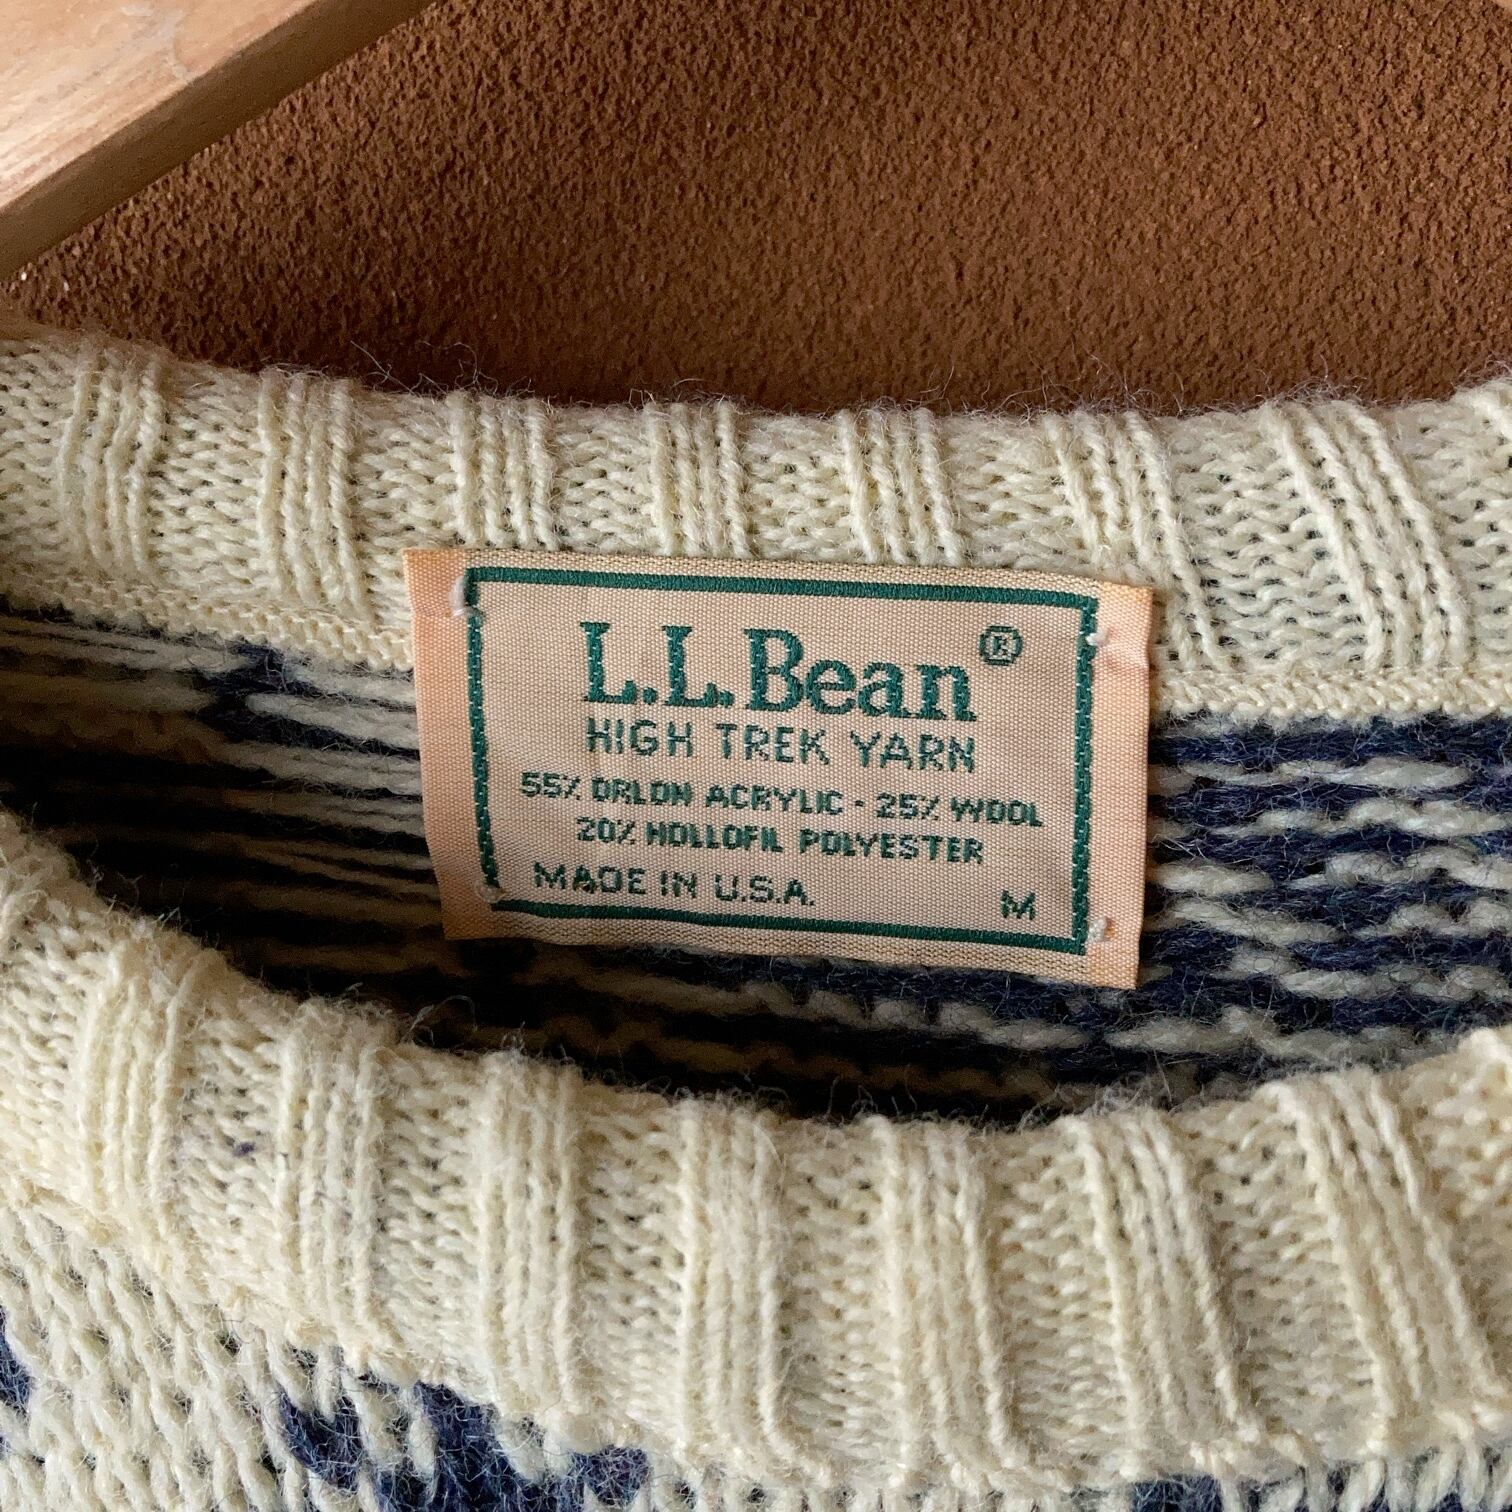 L.L.Bean®
HIGH TREK YARN
55% ORLON ACRYLIC · 25% WOOL
20% HOLLOFIL POLYESTER
MADE IN U.S.A. M